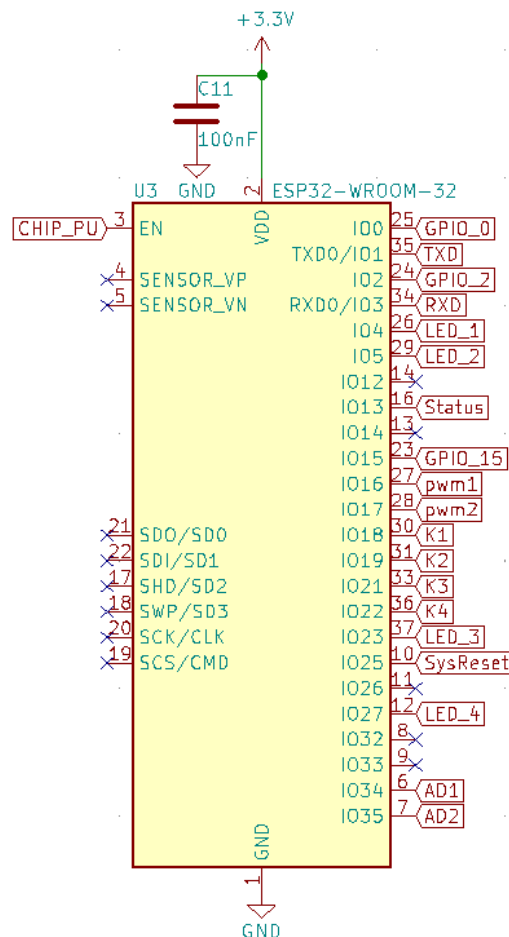 +3.3V
C11
100nF
GND
U3
ESP32-WROOM-32
2
VDD
CHIP_PU 3 EN
4 SENSOR_VP
5 SENSOR_VN
21 SDO/SD0
22 SDI/SD1
17 SHD/SD2
18 SWP/SD3
20 SCK/CLK
19 SCS/CMD
IO0 25 GPIO_0
TXD0/IO1 35 TXD
IO2 24 GPIO_2
RXD0/IO3 34 RXD
IO4 26 LED_1
IO5 29 LED_2
IO12 14
IO13 16 Status
IO14 13
IO15 23 GPIO_15
IO16 27 pwm1
IO17 28 pwm2
IO18 30 K1
IO19 31 K2
IO21 33 K3
IO22 36 K4
IO23 37 LED_3
IO25 10 SysReset
IO26 11
IO27 12 LED_4
IO32 8
IO33 9
IO34 6 AD1
IO35 7 AD2
GND
1
GND